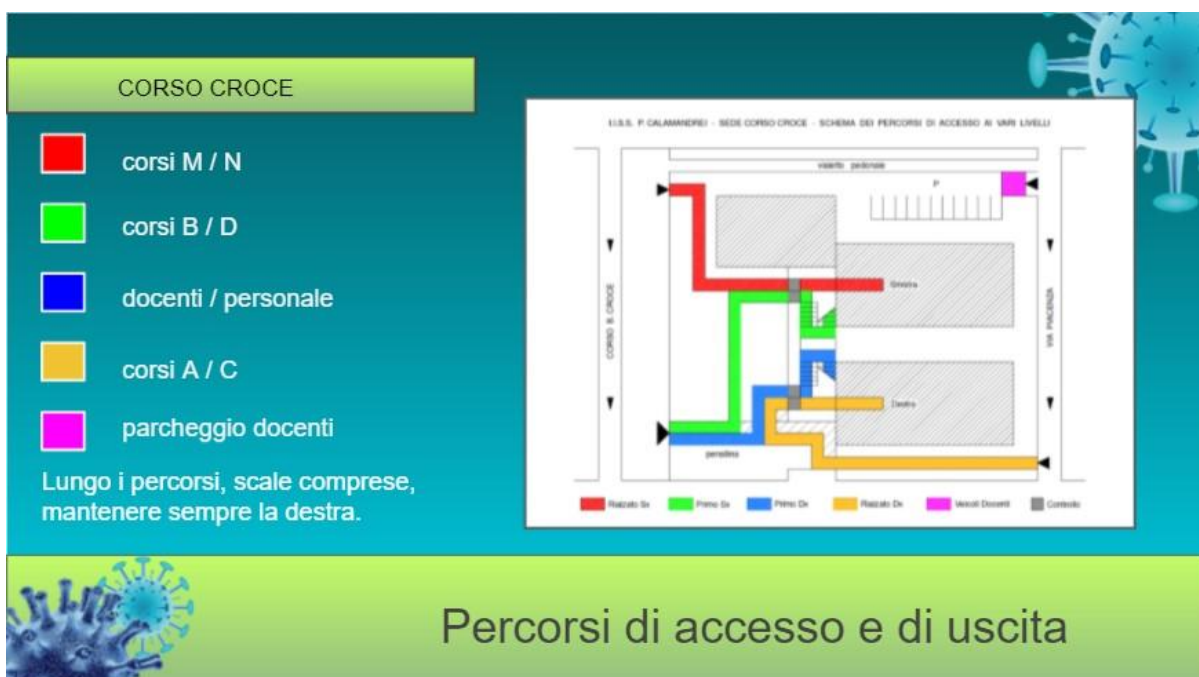 CORSO CROCE
corsi M / N
corsi B / D
docenti / personale
corsi A / C
parcheggio docenti
Lungo i percorsi, scale comprese,
mantenere sempre la destra.
I.I.S.S. P. CALAMANDREI - SEDE CORSO CROCE - SCHEMA DEI PERCORSI DI ACCESSO AI VARI LIVELLI
vialetto pedonale
P
Sinistra
CORSO B. CROCE
VIA PIACENZA
Destra
pensilina
Rialzato Sx
Primo Sx
Primo Dx
Rialzato Dx
Veicoli Docenti
Controllo
Percorsi di accesso e di uscita